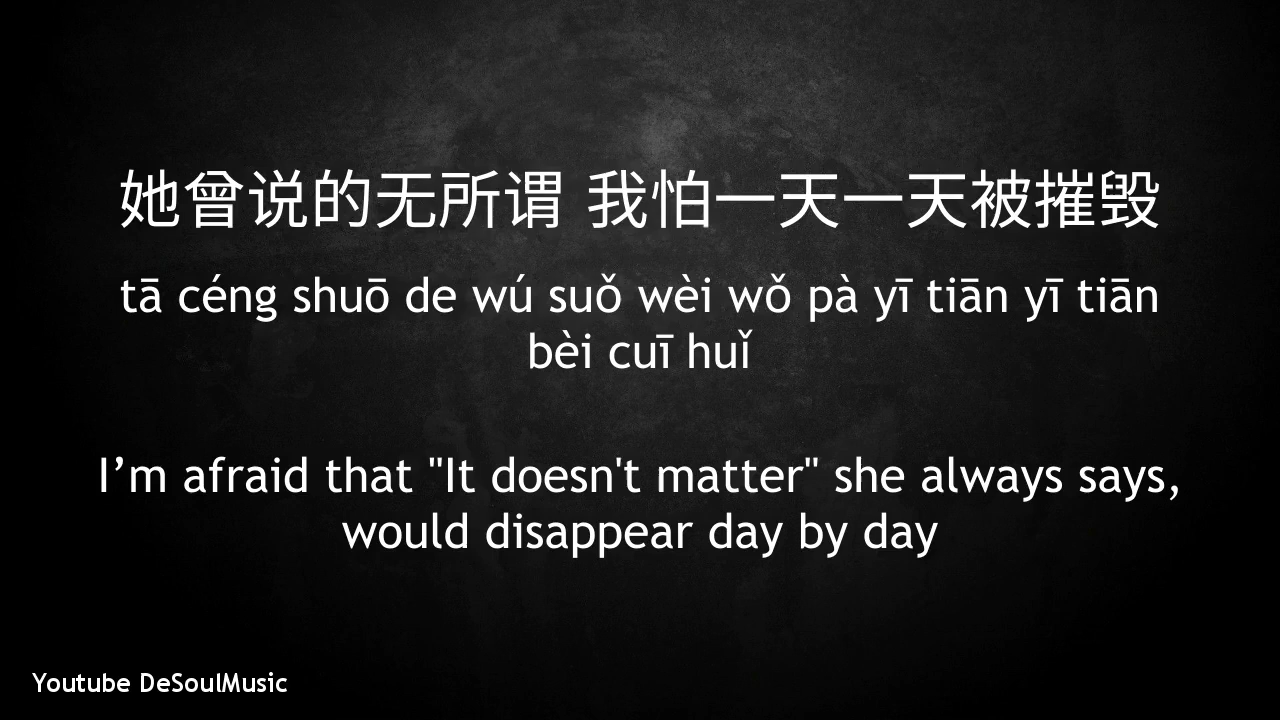 她曾说的无所谓 我怕一天一天被摧毁
tā céng shuō de wú suǒ wèi wǒ pà yī tiān yī tiān
bèi cuī huǐ
I’m afraid that "It doesn't matter" she always says,
would disappear day by day
Youtube DeSoulMusic